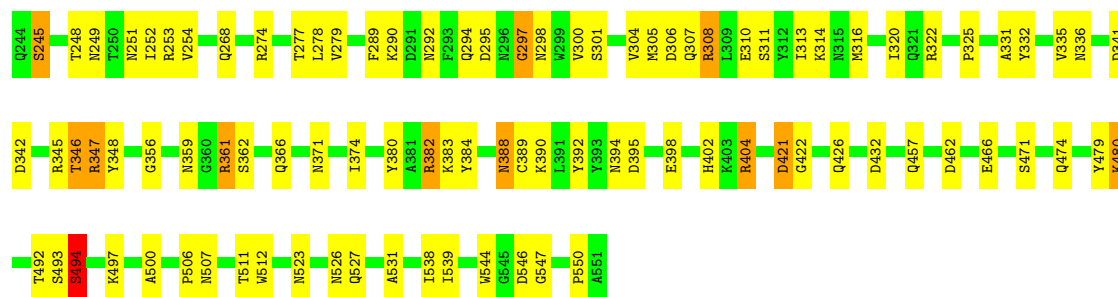 Q244 S245 T248 N249 T250 N251 I252 R253 V254 Q268 R274 T277 L278 V279 F289 K290 D291 N292 F293 Q294 D295 N296 G297 N298 W299 V300 S301 V304 M305 D306 Q307 R308 L309 E310 S311 Y312 I313 K314 N315 M316 I320 Q321 R322 P325 A331 Y332 V335 N336 D341
D342 R345 T346 R347 Y348 G356 N359 G360 R361 S362 Q366 N371 I374 Y380 A381 R382 K383 Y384 N388 C389 K390 L391 Y392 Y393 N394 D395 E398 H402 K403 R404 D421 G422 Q426 D432 Q457 D462 E466 S471 Q474 Y479 K480
T492 S493 S494 K497 A500 P506 N507 T511 W512 N523 N526 Q527 A531 I538 I539 W544 G545 D546 G547 P550 A551